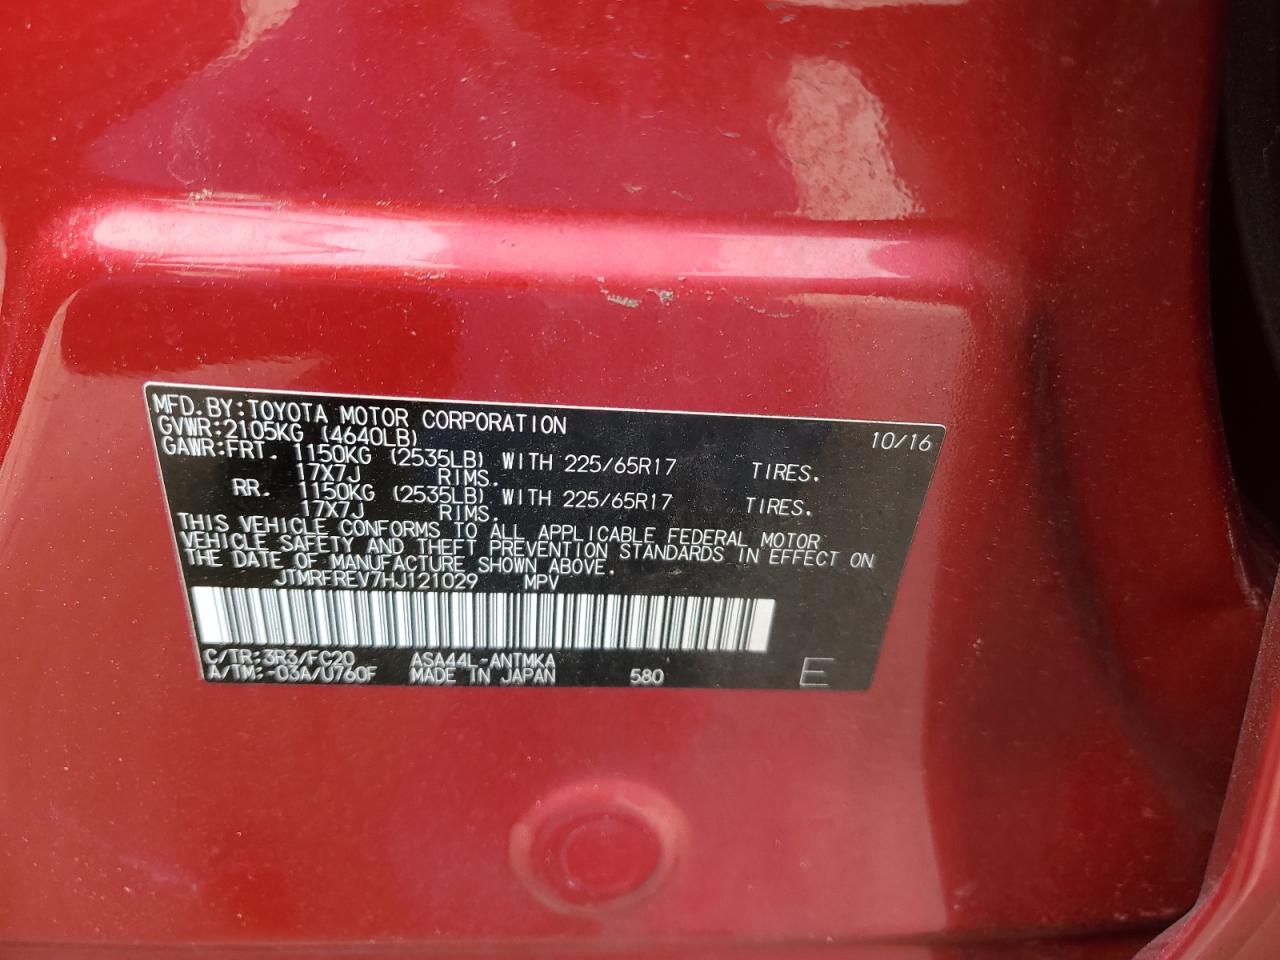 MFD.BY:TOYOTA MOTOR CORPORATION 10/16
GVWR:2105KG (4640LB)
GAWR:FRT. 1150KG (2535LB) WITH 225/65R17 TIRES.
17X7J RIMS.
RR. 1150KG (2535LB) WITH 225/65R17 TIRES.
17X7J RIMS.
THIS VEHICLE CONFORMS TO ALL APPLICABLE FEDERAL MOTOR
VEHICLE SAFETY AND THEFT PREVENTION STANDARDS IN EFFECT ON
THE DATE OF MANUFACTURE SHOWN ABOVE.
JTMRFREV7HJ121029 MPV
C/TR:3R3/FC20 ASA44L-ANTMKA
A/TM:-03A/U760F MADE IN JAPAN 580 E